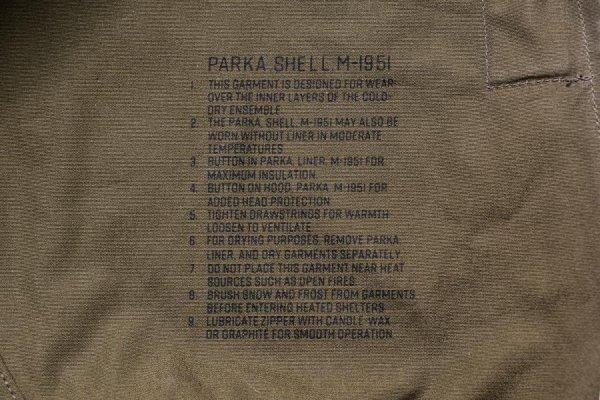 PARKA, SHELL, M-1951
1. THIS GARMENT IS DESIGNED FOR WEAR
OVER THE INNER LAYERS OF THE COLD-
DRY ENSEMBLE.
2. THE PARKA, SHELL, M-1951 MAY ALSO BE
WORN WITHOUT LINER IN MODERATE
TEMPERATURES
3. BUTTON IN PARKA, LINER, M-1951 FOR
MAXIMUM INSULATION.
4. BUTTON ON HOOD, PARKA, M-1951 FOR
ADDED HEAD PROTECTION
5. TIGHTEN DRAWSTRINGS FOR WARMTH
LOOSEN TO VENTILATE
6. FOR DRYING PURPOSES, REMOVE PARKA,
LINER, AND DRY GARMENTS SEPARATELY
7. DO NOT PLACE THIS GARMENT NEAR HEAT
SOURCES SUCH AS OPEN FIRES.
8. BRUSH SNOW AND FROST FROM GARMENTS
BEFORE ENTERING HEATED SHELTERS
9. LUBRICATE ZIPPER WITH CANDLE-WAX
OR GRAPHITE FOR SMOOTH OPERATION